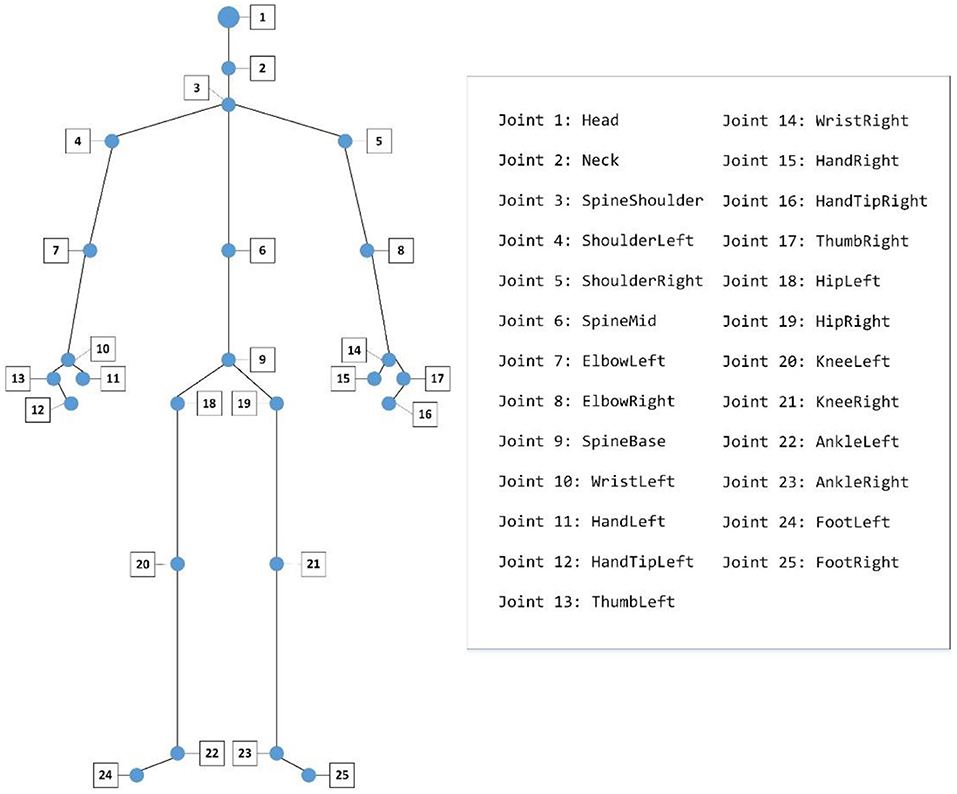 1
2
3
4
5
7
6
8
10
14
9
13
11
15
17
12
18
19
16
20
21
22
23
24
25
Joint 1: Head
Joint 2: Neck
Joint 3: SpineShoulder
Joint 4: ShoulderLeft
Joint 5: ShoulderRight
Joint 6: SpineMid
Joint 7: ElbowLeft
Joint 8: ElbowRight
Joint 9: SpineBase
Joint 10: WristLeft
Joint 11: HandLeft
Joint 12: HandTipLeft
Joint 13: ThumbLeft
Joint 14: WristRight
Joint 15: HandRight
Joint 16: HandTipRight
Joint 17: ThumbRight
Joint 18: HipLeft
Joint 19: HipRight
Joint 20: KneeLeft
Joint 21: KneeRight
Joint 22: AnkleLeft
Joint 23: AnkleRight
Joint 24: FootLeft
Joint 25: FootRight